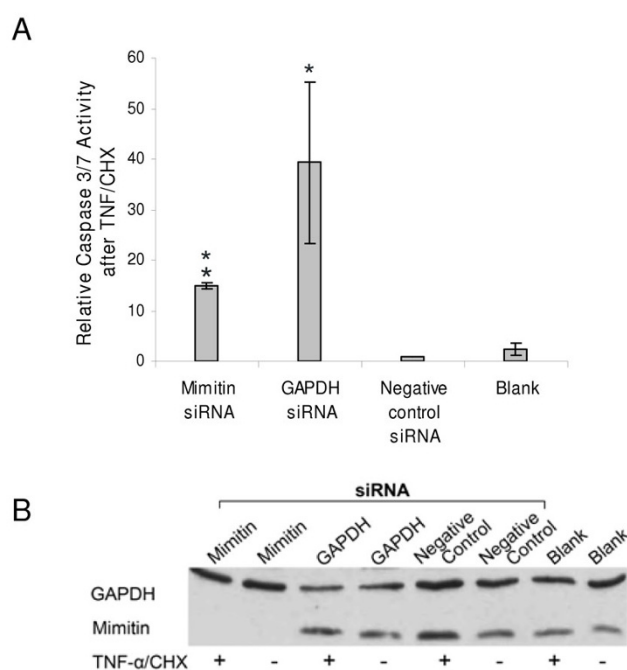 A
Relative Caspase 3/7 Activity
after TNF/CHX
60
50
40
30
20
10
0
*
*
*
Mimitin
siRNA
GAPDH
siRNA
Negative
control
siRNA
Blank
B
siRNA
Mimitin
Mimitin
GAPDH
GAPDH
Negative
Control
Negative
Control
Blank
Blank
GAPDH
Mimitin
TNF-α/CHX + - + - + - + -